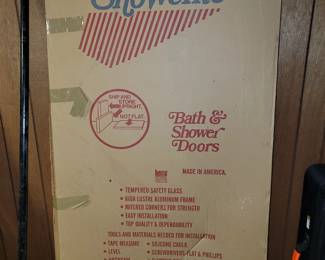 SHIP AND
STORE
UPRIGHT,
NOT FLAT.
Bath &
Shower
Doors
MADE IN AMERICA.
• TEMPERED SAFETY GLASS
• HIGH LUSTRE ALUMINUM FRAME
• MITERED CORNERS FOR STRENGTH
• EASY INSTALLATION
• TOP QUALITY & DEPENDABILITY
TOOLS AND MATERIALS NEEDED FOR INSTALLATION
• TAPE MEASURE • SILICONE CAULK
• LEVEL • SCREWDRIVERS-FLAT & PHILLIPS